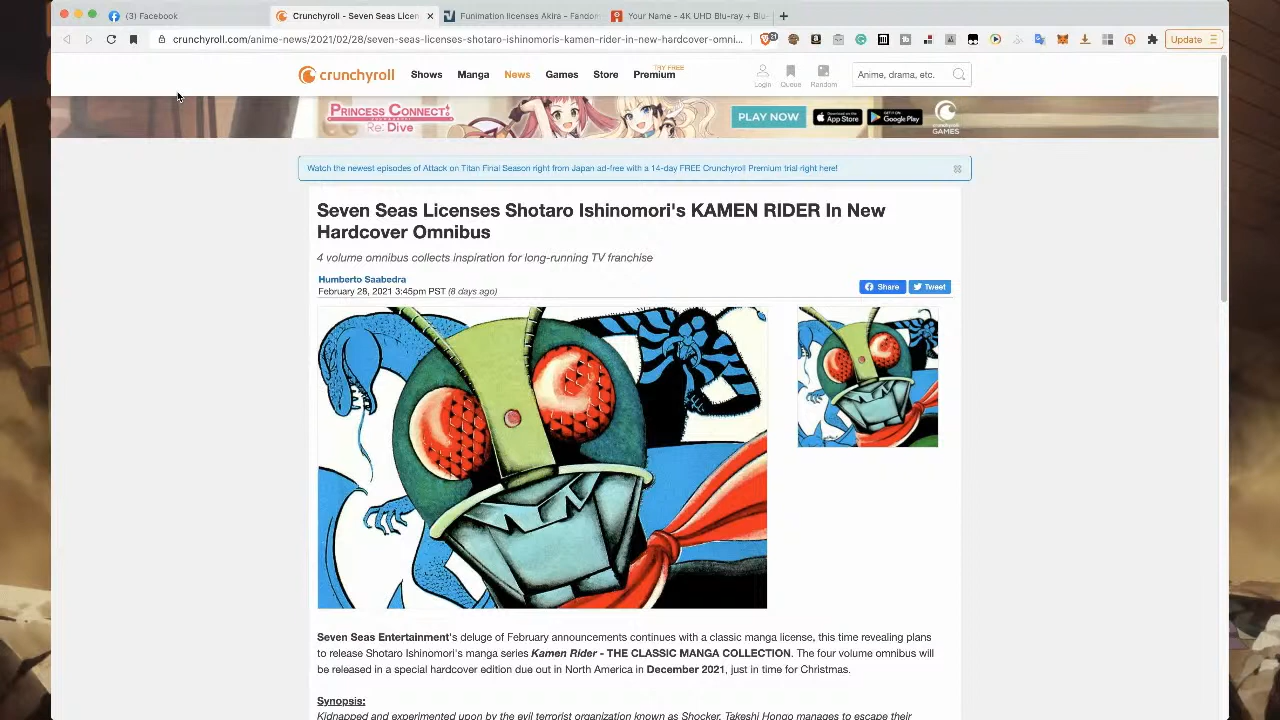 (3) Facebook
Crunchyroll - Seven Seas Licen
Funimation licenses Akira - Fandom
Your Name - 4K UHD Blu-ray + Blu-
crunchyroll.com/anime-news/2021/02/28/seven-seas-licenses-shotaro-ishinomoris-kamen-rider-in-new-hardcover-omni...
Update
crunchyroll
Shows
Manga
News
Games
Store
TRY FREE
Premium
Login
Queue
Random
Anime, drama, etc.
PRINCESS CONNECT!
Re: Dive
PLAY NOW
Download on the
App Store
GET IT ON
Google Play
crunchyroll
GAMES
Watch the newest episodes of Attack on Titan Final Season right from Japan ad-free with a 14-day FREE Crunchyroll Premium trial right here!
Seven Seas Licenses Shotaro Ishinomori's KAMEN RIDER In New
Hardcover Omnibus
4 volume omnibus collects inspiration for long-running TV franchise
Humberto Saabedra
February 28, 2021 3:45pm PST (8 days ago)
Share
Tweet
Seven Seas Entertainment's deluge of February announcements continues with a classic manga license, this time revealing plans
to release Shotaro Ishinomori's manga series Kamen Rider - THE CLASSIC MANGA COLLECTION. The four volume omnibus will
be released in a special hardcover edition due out in North America in December 2021, just in time for Christmas.
Synopsis:
Kidnapped and experimented upon by the evil terrorist organization known as Shocker, Takeshi Hongo manages to escape their